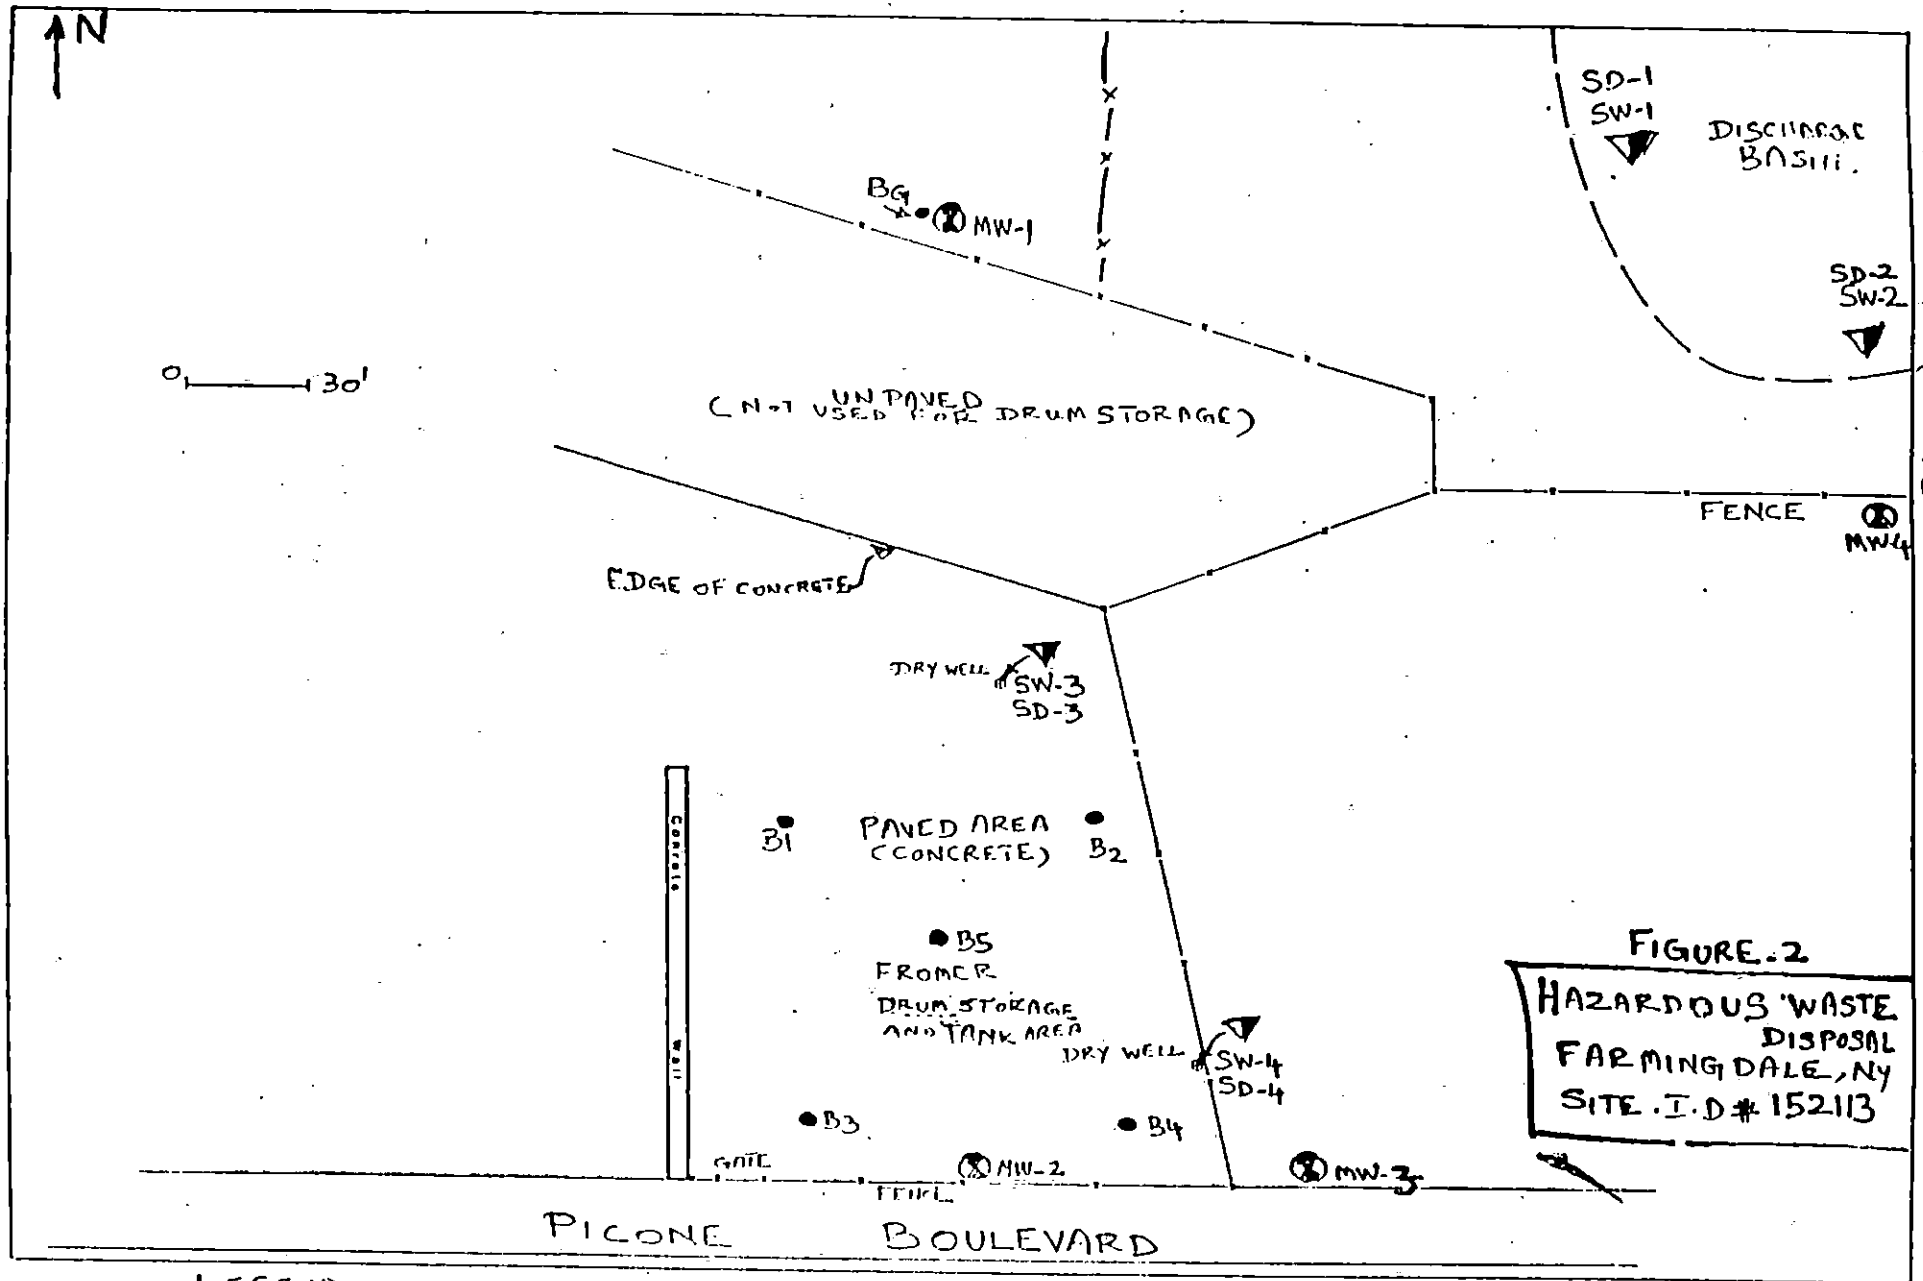 N
SD-1
SW-1
DISCHARGE
BASIN.
BG
MW-1
SD-2
SW-2
0 30'
UNPAVED
(NOT USED FOR DRUM STORAGE)
FENCE
MW-4
EDGE OF CONCRETE
DRY WELL
SW-3
SD-3
Concrete Wall
B1
PAVED AREA
(CONCRETE)
B2
B5
FROMER
DRUM STORAGE
AND TANK AREA
DRY WELL
SW-4
SD-4
B3
B4
GATE
MW-2
MW-3
FENCE
PICONE BOULEVARD
FIGURE.2
HAZARDOUS WASTE
DISPOSAL
FARMINGDALE, NY
SITE.I.D # 152113